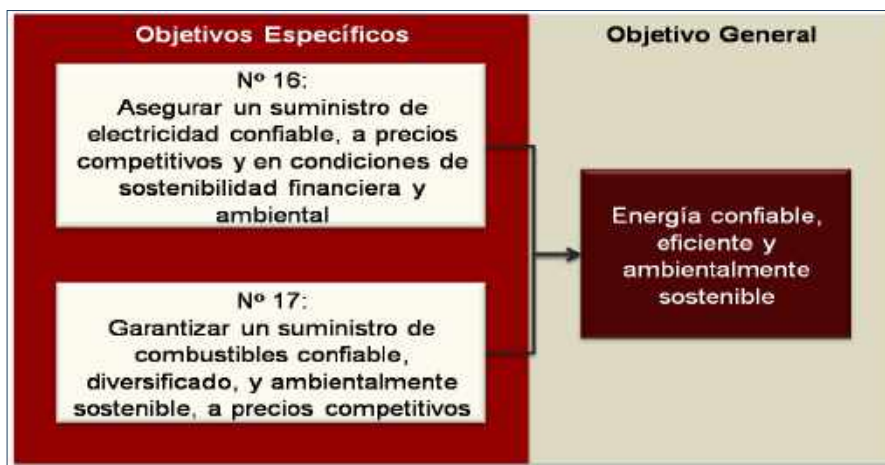 Objetivos Específicos
Nº 16:
Asegurar un suministro de
electricidad confiable, a precios
competitivos y en condiciones de
sostenibilidad financiera y
ambiental
Nº 17:
Garantizar un suministro de
combustibles confiable,
diversificado, y ambientalmente
sostenible, a precios competitivos
Objetivo General
Energía confiable,
eficiente y
ambientalmente
sostenible